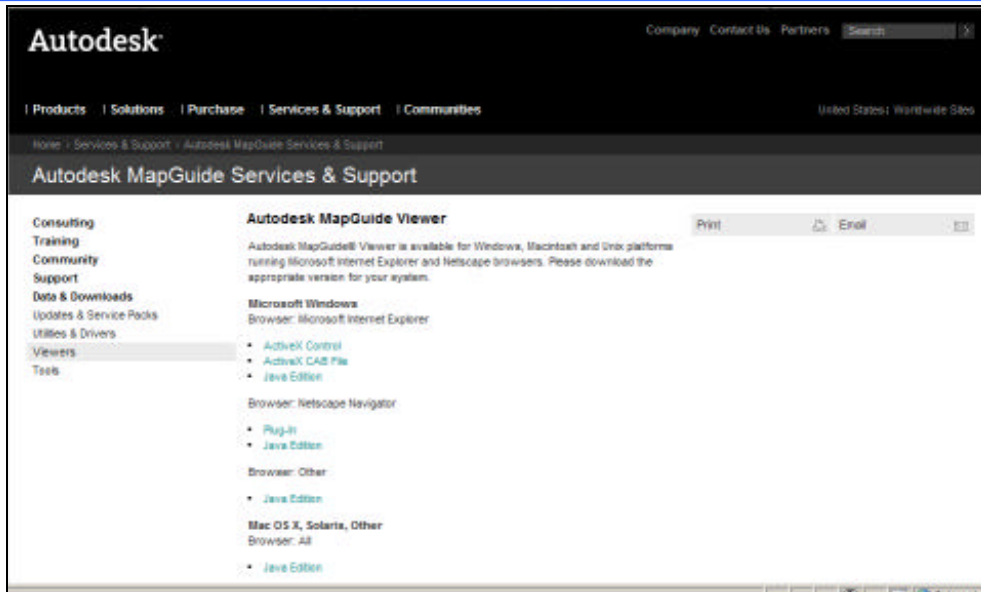 Autodesk
Company Contact Us Partners Search
| Products | Solutions | Purchase | Services & Support | Communities
United States | Worldwide Sites
Home > Services & Support > Autodesk MapGuide Services & Support
Autodesk MapGuide Services & Support
Consulting
Training
Community
Support
Data & Downloads
Updates & Service Packs
Utilities & Drivers
Viewers
Tools
Autodesk MapGuide Viewer
Autodesk MapGuide® Viewer is available for Windows, Macintosh and Unix platforms
running Microsoft Internet Explorer and Netscape browsers. Please download the
appropriate version for your system.
Microsoft Windows
Browser: Microsoft Internet Explorer
• ActiveX Control
• ActiveX CAB File
• Java Edition
Browser: Netscape Navigator
• Plug-In
• Java Edition
Browser: Other
• Java Edition
Mac OS X, Solaris, Other
Browser: All
• Java Edition
Print
Email